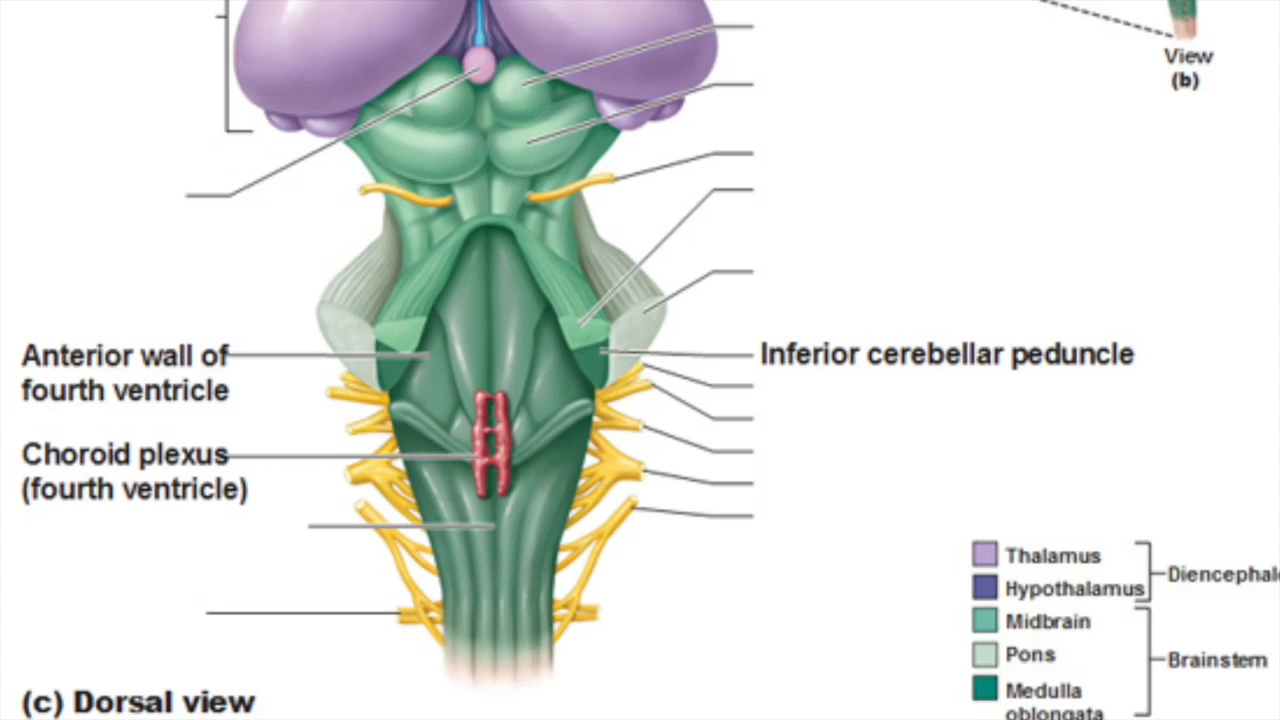 View
(b)
Anterior wall of
fourth ventricle
Inferior cerebellar peduncle
Choroid plexus
(fourth ventricle)
Thalamus
Hypothalamus
Diencephal
Midbrain
Pons
Brainstem
Medulla
oblongata
(c) Dorsal view